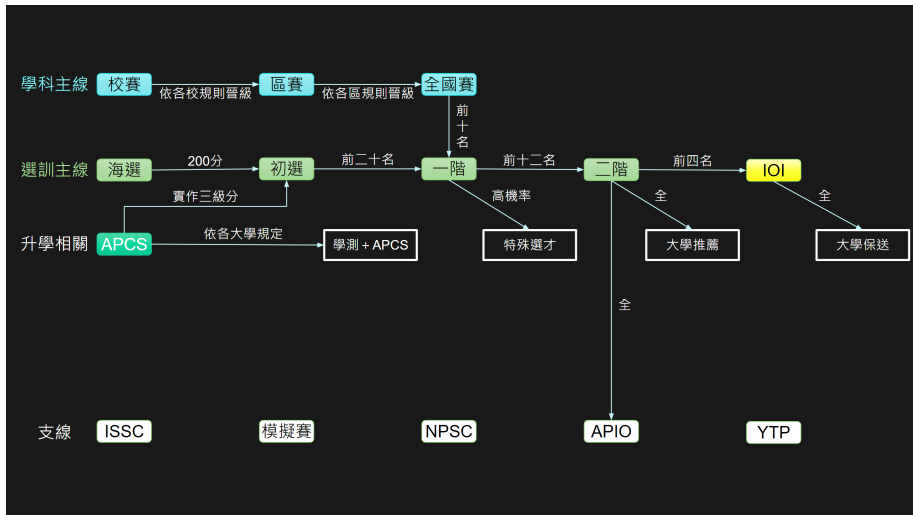 學科主線
校賽
依各校規則晉級
區賽
依各區規則晉級
全國賽
前十名
選訓主線
海選
200分
初選
前二十名
一階
前十二名
二階
前四名
IOI
實作三級分
高機率
全
全
升學相關
APCS
依各大學規定
學測 + APCS
特殊選才
大學推薦
大學保送
全
支線
ISSC
模擬賽
NPSC
APIO
YTP